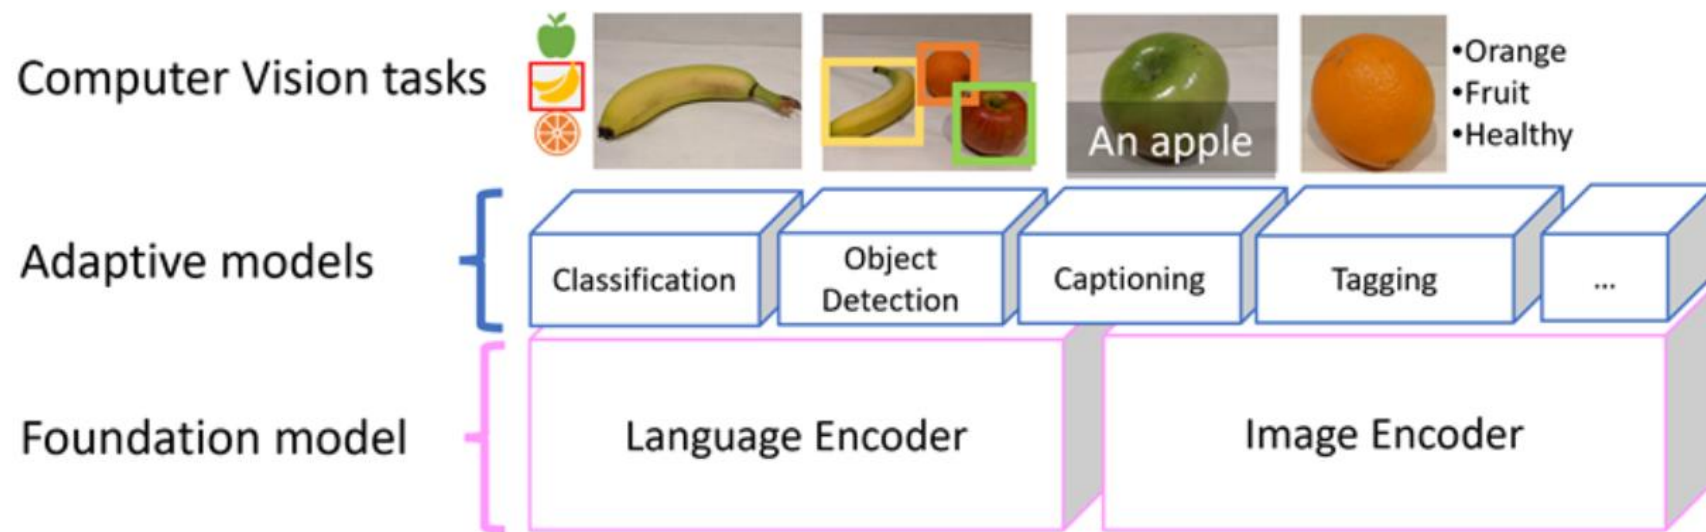 Computer Vision tasks
An apple
•Orange
•Fruit
•Healthy
Adaptive models
Classification
Object
Detection
Captioning
Tagging
...
Foundation model
Language Encoder
Image Encoder